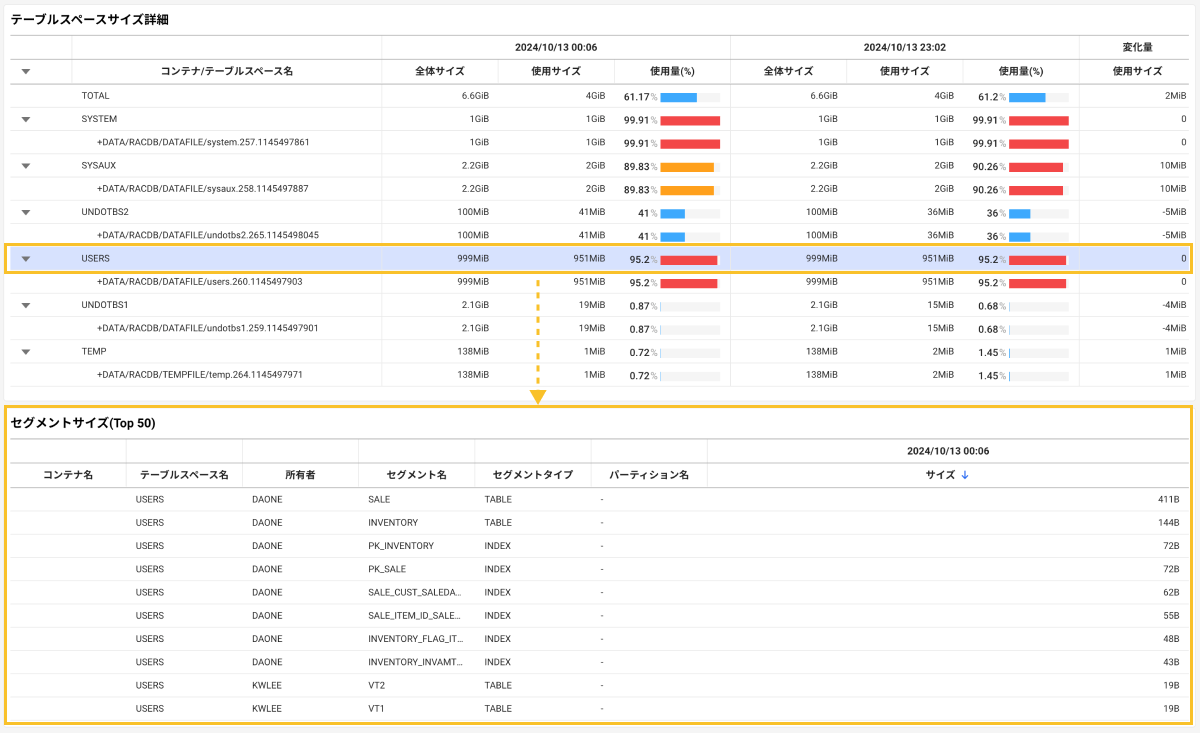 テーブルスペースサイズ詳細
2024/10/13 00:06 2024/10/13 23:02 変化量
コンテナ/テーブルスペース名 全体サイズ 使用サイズ 使用量(%) 全体サイズ 使用サイズ 使用量(%) 使用サイズ
TOTAL 6.6GiB 4GiB 61.17% 6.6GiB 4GiB 61.2% 2MiB
SYSTEM 1GiB 1GiB 99.91% 1GiB 1GiB 99.91% 0
+DATA/RACDB/DATAFILE/system.257.1145497861 1GiB 1GiB 99.91% 1GiB 1GiB 99.91% 0
SYSAUX 2.2GiB 2GiB 89.83% 2.2GiB 2GiB 90.26% 10MiB
+DATA/RACDB/DATAFILE/sysaux.258.1145497887 2.2GiB 2GiB 89.83% 2.2GiB 2GiB 90.26% 10MiB
UNDOTBS2 100MiB 41MiB 41% 100MiB 36MiB 36% -5MiB
+DATA/RACDB/DATAFILE/undotbs2.265.1145498045 100MiB 41MiB 41% 100MiB 36MiB 36% -5MiB
USERS 999MiB 951MiB 95.2% 999MiB 951MiB 95.2% 0
+DATA/RACDB/DATAFILE/users.260.1145497903 999MiB 951MiB 95.2% 999MiB 951MiB 95.2% 0
UNDOTBS1 2.1GiB 19MiB 0.87% 2.1GiB 15MiB 0.68% -4MiB
+DATA/RACDB/DATAFILE/undotbs1.259.1145497901 2.1GiB 19MiB 0.87% 2.1GiB 15MiB 0.68% -4MiB
TEMP 138MiB 1MiB 0.72% 138MiB 2MiB 1.45% 1MiB
+DATA/RACDB/TEMPFILE/temp.264.1145497971 138MiB 1MiB 0.72% 138MiB 2MiB 1.45% 1MiB
セグメントサイズ(Top 50)
2024/10/13 00:06
コンテナ名 テーブルスペース名 所有者 セグメント名 セグメントタイプ パーティション名 サイズ ↓
USERS DAONE SALE TABLE - 411B
USERS DAONE INVENTORY TABLE - 144B
USERS DAONE PK_INVENTORY INDEX - 72B
USERS DAONE PK_SALE INDEX - 72B
USERS DAONE SALE_CUST_SALEDA... INDEX - 62B
USERS DAONE SALE_ITEM_ID_SALE... INDEX - 55B
USERS DAONE INVENTORY_FLAG_IT... INDEX - 48B
USERS DAONE INVENTORY_INVAMT... INDEX - 43B
USERS KWLEE VT2 TABLE - 19B
USERS KWLEE VT1 TABLE - 19B